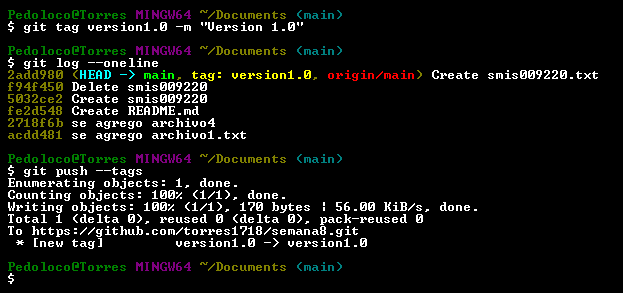 Pedoloco@Torres MINGW64 ~/Documents (main)
$ git tag version1.0 -m "Version 1.0"
Pedoloco@Torres MINGW64 ~/Documents (main)
$ git log --oneline
2add980 (HEAD -> main, tag: version1.0, origin/main) Create smis009220.txt
f94f450 Delete smis009220
5032ce2 Create smis009220
fe2d548 Create README.md
2718f6b se agrego archivo4
acdd481 se agrego archivo1.txt
Pedoloco@Torres MINGW64 ~/Documents (main)
$ git push --tags
Enumerating objects: 1, done.
Counting objects: 100% (1/1), done.
Writing objects: 100% (1/1), 170 bytes ¦ 56.00 KiB/s, done.
Total 1 (delta 0), reused 0 (delta 0), pack-reused 0
To https://github.com/torres1718/semana8.git
 * [new tag]         version1.0 -> version1.0
Pedoloco@Torres MINGW64 ~/Documents (main)
$